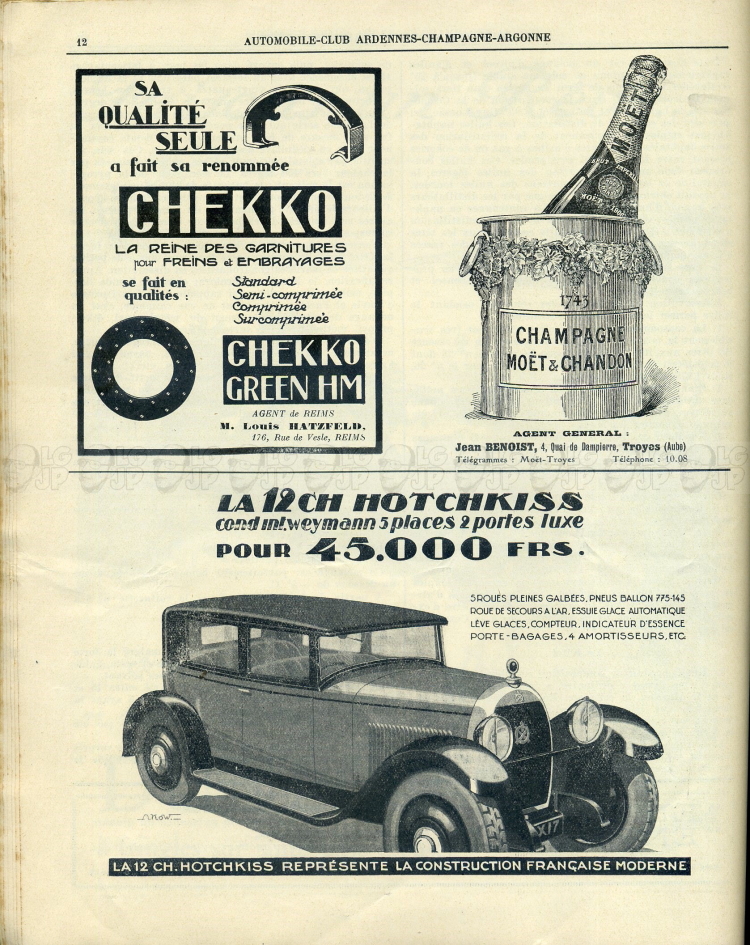 12
AUTOMOBILE-CLUB ARDENNES-CHAMPAGNE-ARGONNE
SA
QUALITÉ
SEULE
a fait sa renommée
CHEKKO
LA REINE DES GARNITURES
pour FREINS et EMBRAYAGES
se fait en
qualités :
Standard
Semi-comprimée
Comprimée
Surcomprimée
CHEKKO
GREEN HM
AGENT de REIMS
M. Louis HATZFELD,
176, Rue de Vesle, REIMS
MOËT
1743
CHAMPAGNE
MOËT & CHANDON
AGENT GENERAL :
Jean BENOIST, 4, Quai de Dampierre, Troyes (Aube)
Télégrammes : Moët-Troyes Téléphone : 10.08
LA 12 CH HOTCHKISS
cond int. weymann 5 places 2 portes luxe
POUR 45.000 FRS.
5 ROUES PLEINES GALBÉES, PNEUS BALLON 775-145
ROUE DE SECOURS A L'AR, ESSUIE GLACE AUTOMATIQUE
LÈVE GLACES, COMPTEUR, INDICATEUR D'ESSENCE
PORTE-BAGAGES, 4 AMORTISSEURS, ETC.
X17
LA 12 CH. HOTCHKISS REPRÉSENTE LA CONSTRUCTION FRANÇAISE MODERNE